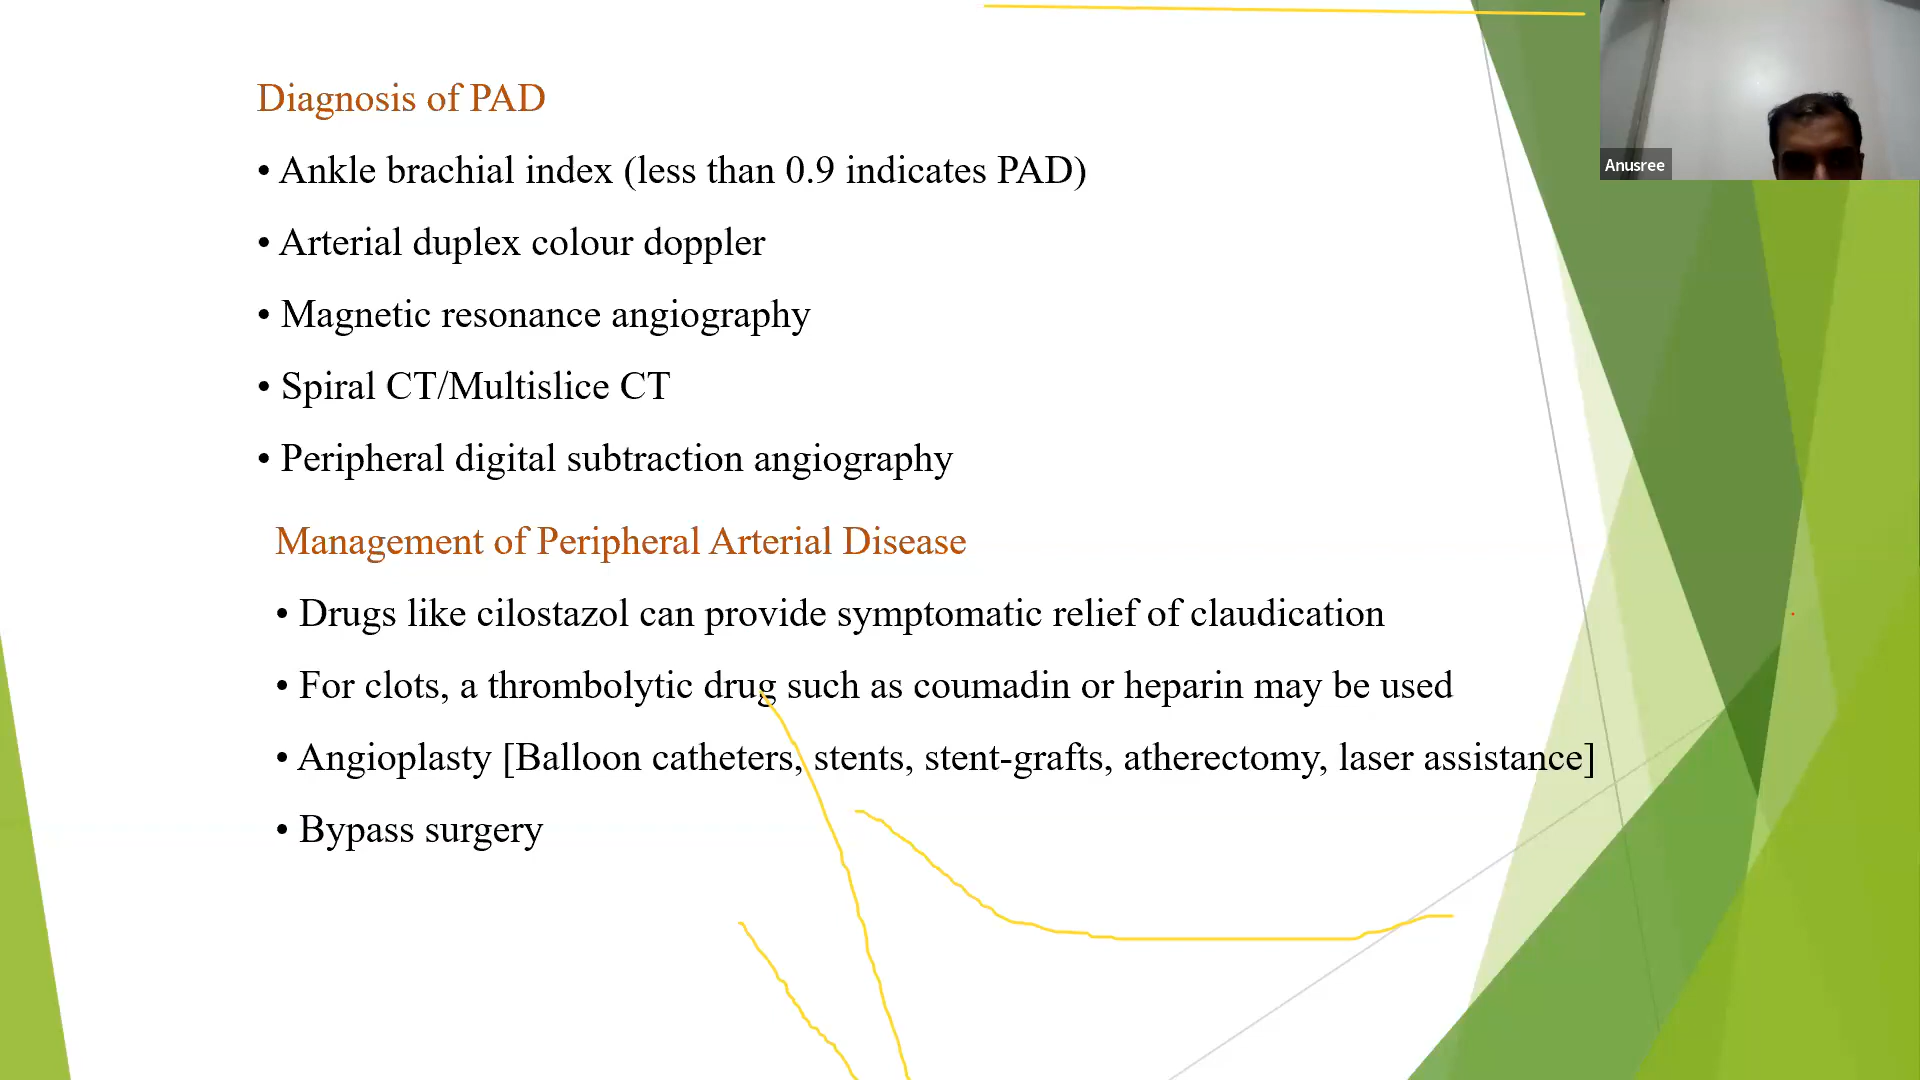 Diagnosis of PAD
• Ankle brachial index (less than 0.9 indicates PAD)
• Arterial duplex colour doppler
• Magnetic resonance angiography
• Spiral CT/Multislice CT
• Peripheral digital subtraction angiography
Management of Peripheral Arterial Disease
• Drugs like cilostazol can provide symptomatic relief of claudication
• For clots, a thrombolytic drug such as coumadin or heparin may be used
• Angioplasty [Balloon catheters, stents, stent-grafts, atherectomy, laser assistance]
• Bypass surgery
Anusree